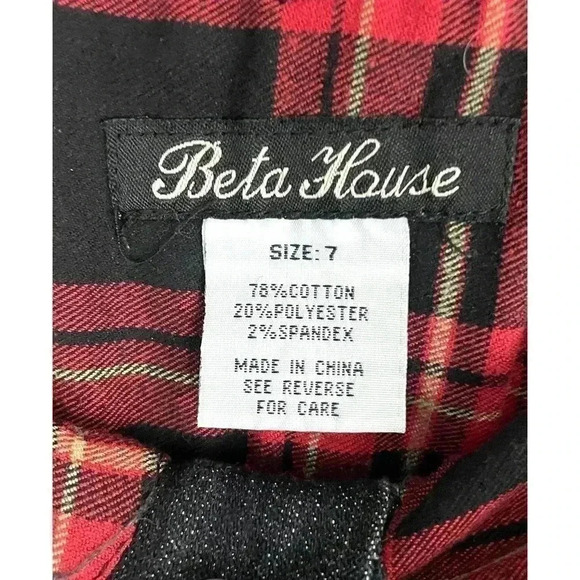 Beta House
SIZE: 7
78%COTTON
20%POLYESTER
2%SPANDEX
MADE IN CHINA
SEE REVERSE
FOR CARE